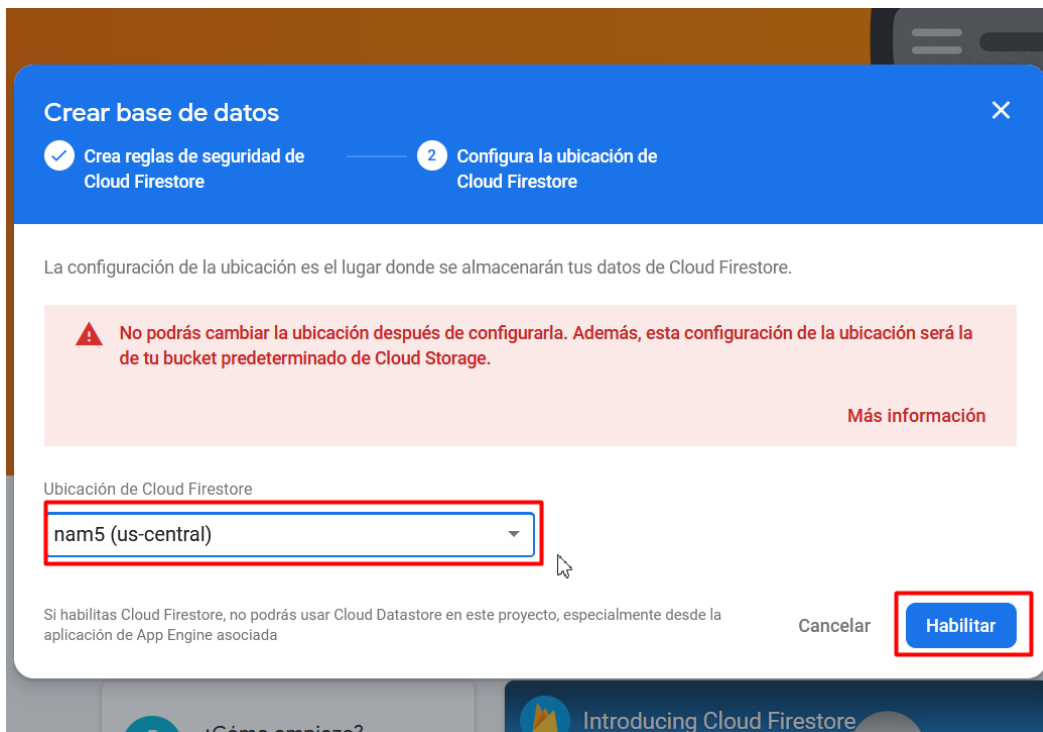 Crear base de datos
Crea reglas de seguridad de
Cloud Firestore
2
Configura la ubicación de
Cloud Firestore
La configuración de la ubicación es el lugar donde se almacenarán tus datos de Cloud Firestore.
No podrás cambiar la ubicación después de configurarla. Además, esta configuración de la ubicación será la
de tu bucket predeterminado de Cloud Storage.
Más información
Ubicación de Cloud Firestore
nam5 (us-central)
Si habilitas Cloud Firestore, no podrás usar Cloud Datastore en este proyecto, especialmente desde la
aplicación de App Engine asociada
Cancelar
Habilitar
¿Cómo empiezo?
Introducing Cloud Firestore